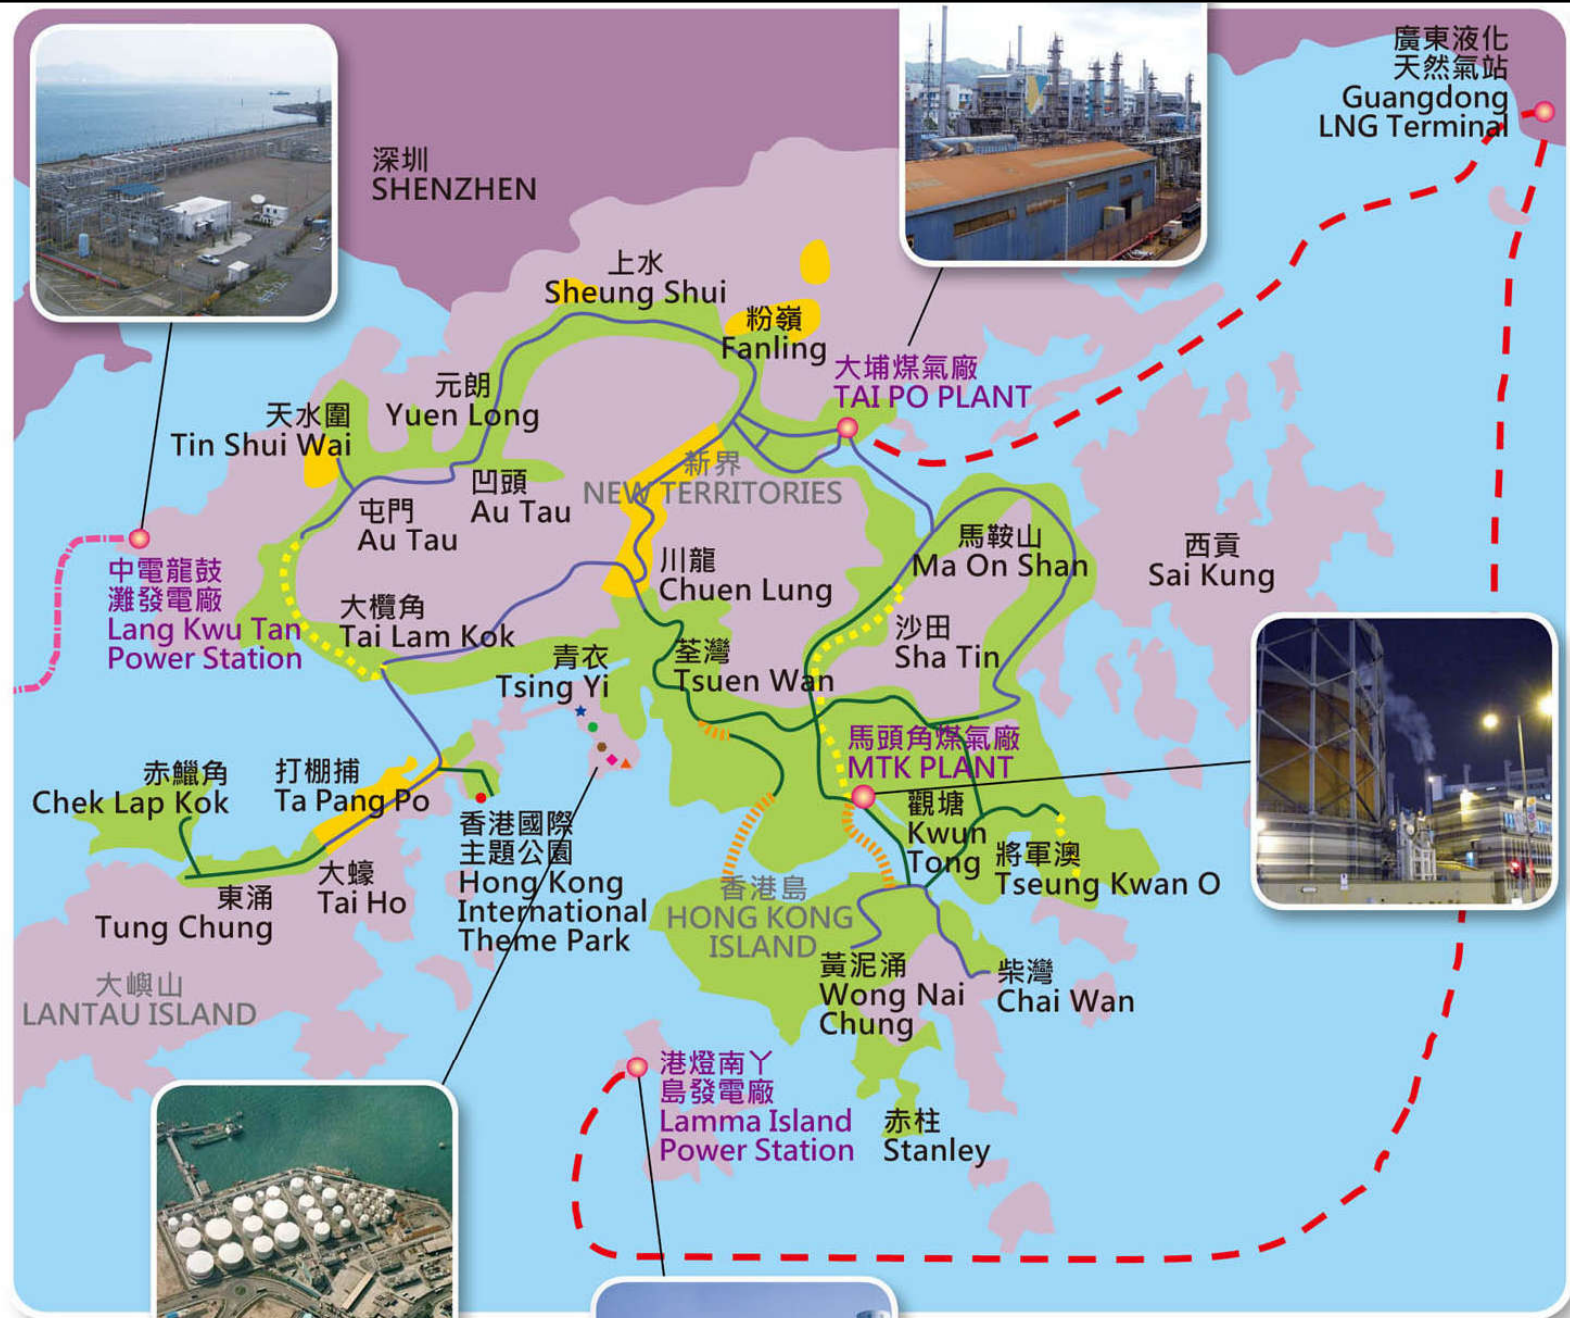 廣東液化
天然氣站
Guangdong
LNG Terminal
深圳
SHENZHEN
上水
Sheung Shui
粉嶺
Fanling
大埔煤氣廠
TAI PO PLANT
元朗
Yuen Long
天水圍
Tin Shui Wai
凹頭
Au Tau
屯門
Au Tau
新界
NEW TERRITORIES
馬鞍山
Ma On Shan
西貢
Sai Kung
川龍
Chuen Lung
中電龍鼓
灘發電廠
Lang Kwu Tan
Power Station
大欖角
Tai Lam Kok
沙田
Sha Tin
青衣
Tsing Yi
荃灣
Tsuen Wan
馬頭角煤氣廠
MTK PLANT
赤鱲角
Chek Lap Kok
打棚捕
Ta Pang Po
觀塘
Kwun
Tong
香港國際
主題公園
Hong Kong
International
Theme Park
將軍澳
Tseung Kwan O
大蠔
Tai Ho
東涌
Tung Chung
香港島
HONG KONG
ISLAND
黃泥涌
Wong Nai
Chung
柴灣
Chai Wan
大嶼山
LANTAU ISLAND
港燈南丫
島發電廠
Lamma Island
Power Station
赤柱
Stanley